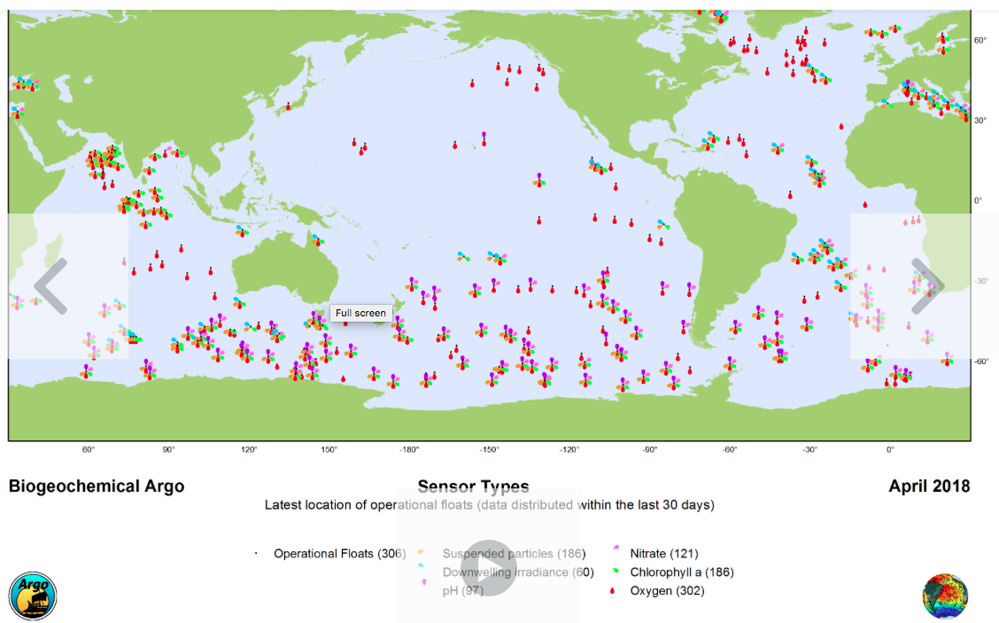 60°
30°
0°
Full screen
-30°
-60°
60° 90° 120° 150° -180° -150° -120° -90° -60° -30° 0°
Biogeochemical Argo Sensor Types April 2018
Latest location of operational floats (data distributed within the last 30 days)
Operational Floats (306) Suspended particles (186) Nitrate (121)
Downwelling irradiance (60) Chlorophyll a (186)
pH (97) Oxygen (302)
Argo